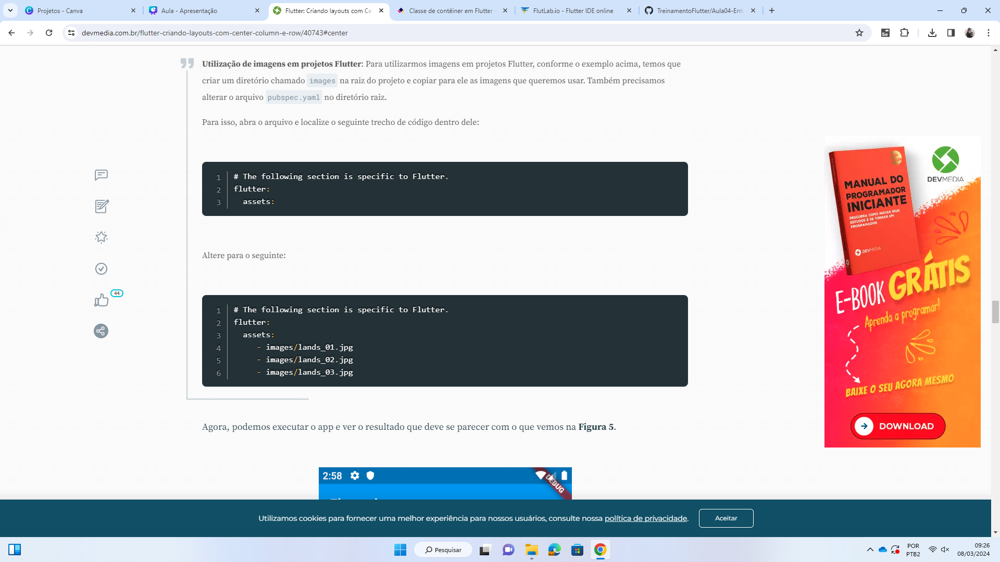 Projetos - Canva
Aula - Apresentação
Flutter: Criando layouts com Ce
Classe de contêiner em Flutter -
FlutLab.io - Flutter IDE online
TreinamentoFlutter/Aula04-Entr
devmedia.com.br/flutter-criando-layouts-com-center-column-e-row/40743#center
Utilização de imagens em projetos Flutter: Para utilizarmos imagens em projetos Flutter, conforme o exemplo acima, temos que
criar um diretório chamado images na raiz do projeto e copiar para ele as imagens que queremos usar. Também precisamos
alterar o arquivo pubspec.yaml no diretório raiz.
Para isso, abra o arquivo e localize o seguinte trecho de código dentro dele:
1 # The following section is specific to Flutter.
2 flutter:
3 assets:
Altere para o seguinte:
1 # The following section is specific to Flutter.
2 flutter:
3 assets:
4 - images/lands_01.jpg
5 - images/lands_02.jpg
6 - images/lands_03.jpg
44
Agora, podemos executar o app e ver o resultado que deve se parecer com o que vemos na Figura 5.
2:58
DEBUG
DEVMEDIA
MANUAL DO
PROGRAMADOR
INICIANTE
DESCUBRA COMO INICIAR SEUS
ESTUDOS E SE TORNAR UM
PROGRAMADOR
DEVMEDIA
E-BOOK GRÁTIS
Aprenda a programar!
BAIXE O SEU AGORA MESMO
DOWNLOAD
Utilizamos cookies para fornecer uma melhor experiência para nossos usuários, consulte nossa política de privacidade.
Aceitar
Pesquisar
POR
PTB2
09:26
08/03/2024